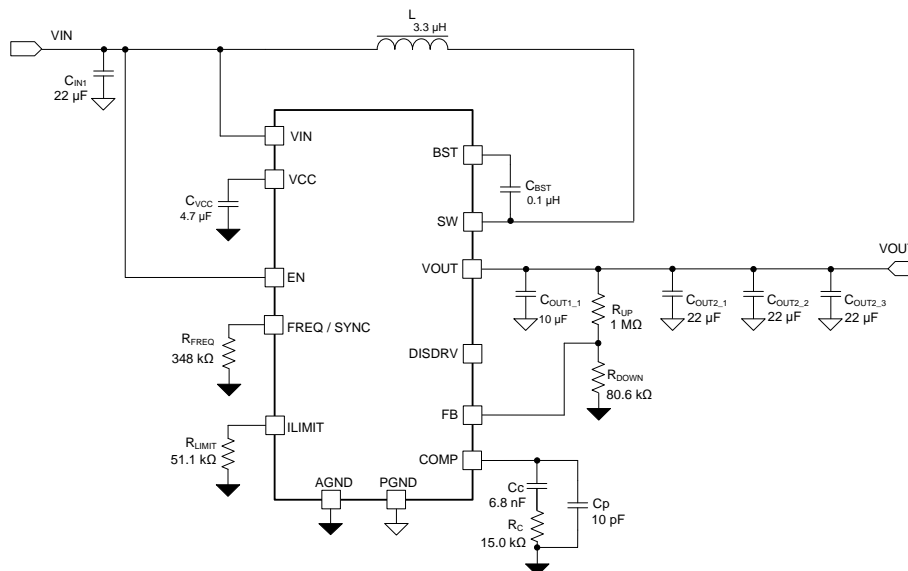 L
3.3 µH
VIN
CIN1
22 µF
VIN
BST
CBST
0.1 µH
VCC
CVCC
4.7 µF
SW
VOUT
VOU
EN
COUT1_1
10 µF
RUP
1 MΩ
COUT2_1
22 µF
COUT2_2
22 µF
COUT2_3
22 µF
FREQ / SYNC
RFREQ
348 kΩ
DISDRV
RDOWN
80.6 kΩ
FB
ILIMIT
RLIMIT
51.1 kΩ
COMP
AGND
PGND
Cc
6.8 nF
Cp
10 pF
RC
15.0 kΩ